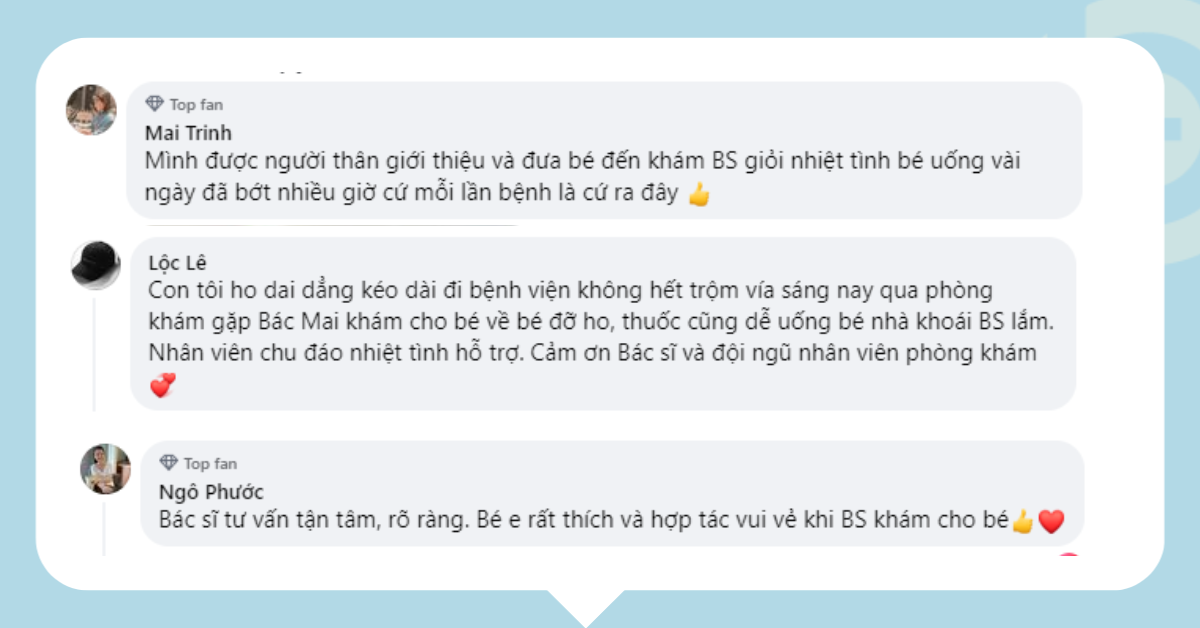 Top fan
Mai Trinh
Mình được người thân giới thiệu và đưa bé đến khám BS giỏi nhiệt tình bé uống vài
ngày đã bớt nhiều giờ cứ mỗi lần bệnh là cứ ra đây 👍
Lộc Lê
Con tôi ho dai dẳng kéo dài đi bệnh viện không hết trộm vía sáng nay qua phòng
khám gặp Bác Mai khám cho bé về bé đỡ ho, thuốc cũng dễ uống bé nhà khoái BS lắm.
Nhân viên chu đáo nhiệt tình hỗ trợ. Cảm ơn Bác sĩ và đội ngũ nhân viên phòng khám
💕
Top fan
Ngô Phước
Bác sĩ tư vấn tận tâm, rõ ràng. Bé e rất thích và hợp tác vui vẻ khi BS khám cho bé👍❤️